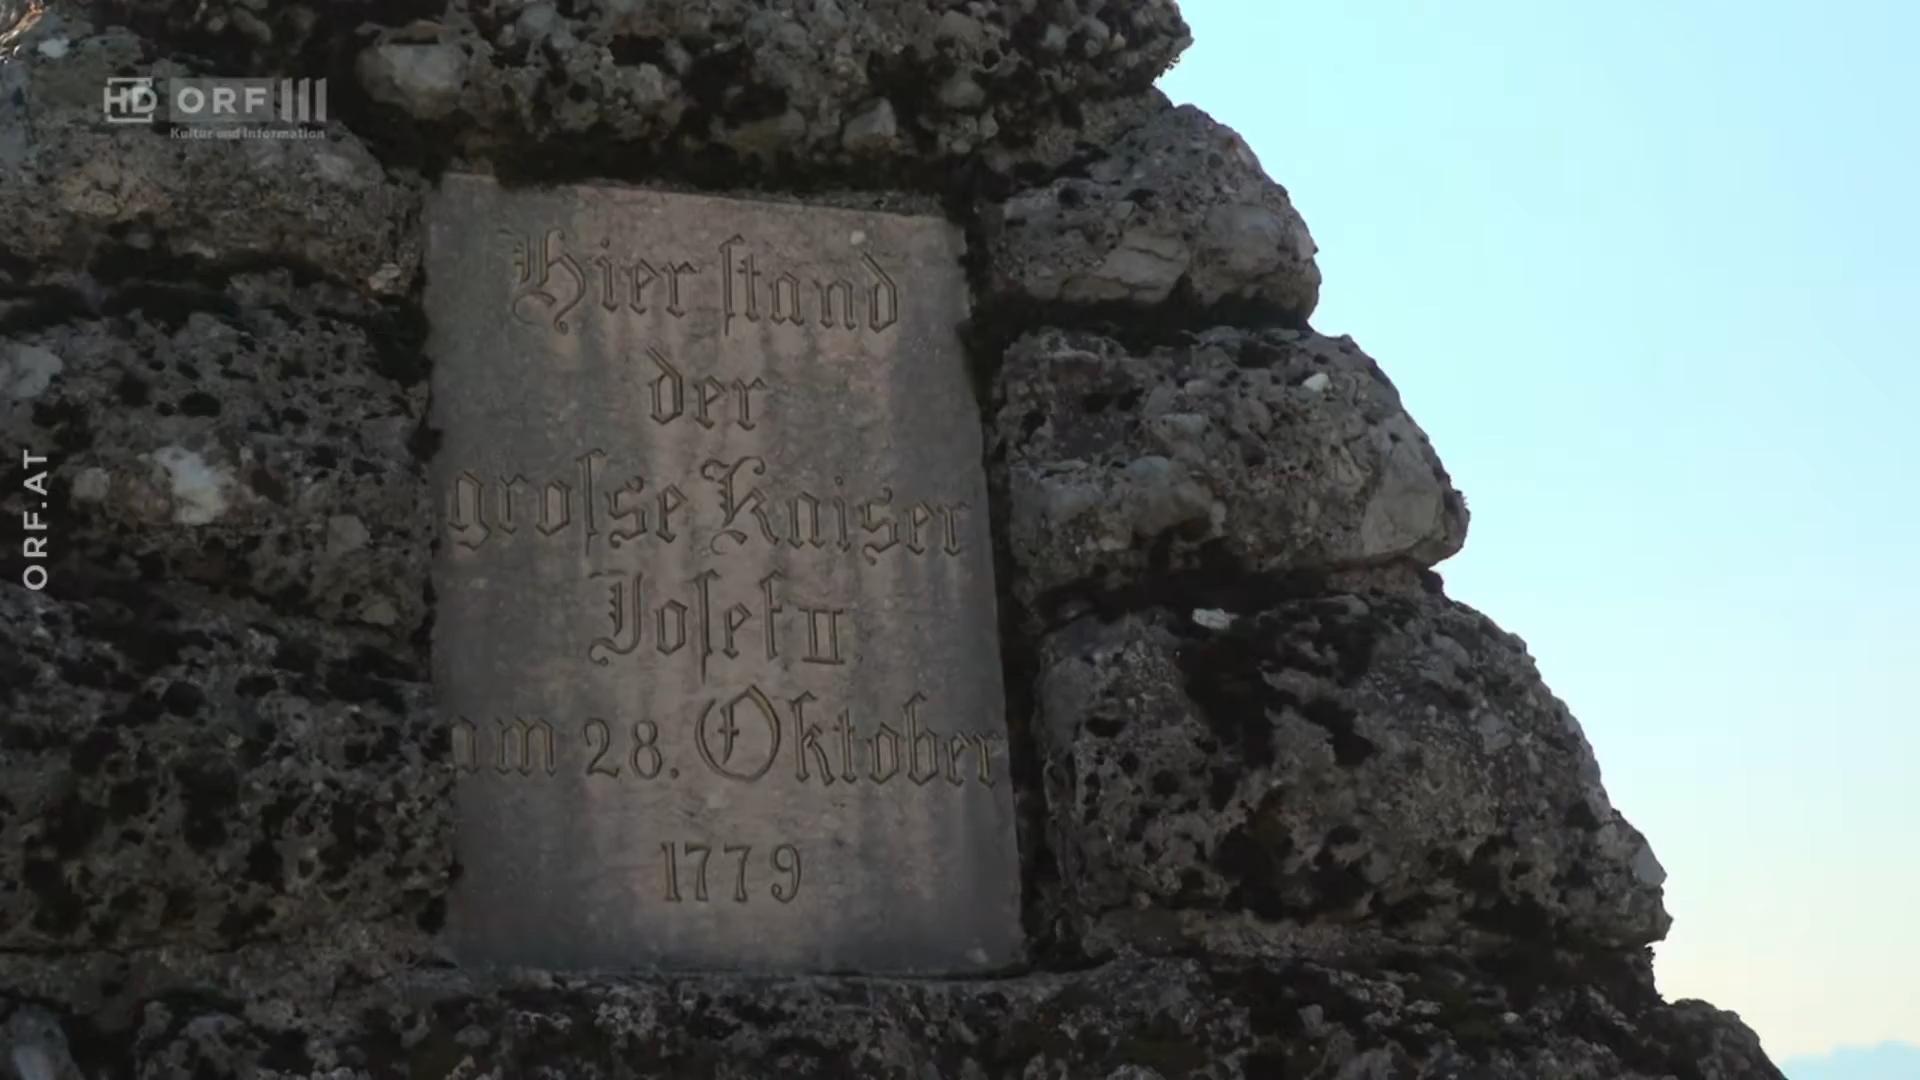 HD ORF III
Kultur und Information
ORF.AT
Hier ſtand
der
groſse Kaiser
Joſef II
am 28. Oktober
1779